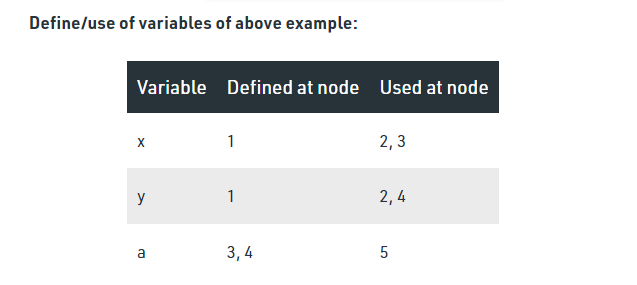 Define/use of variables of above example:
Variable Defined at node Used at node
x 1 2, 3
y 1 2, 4
a 3, 4 5